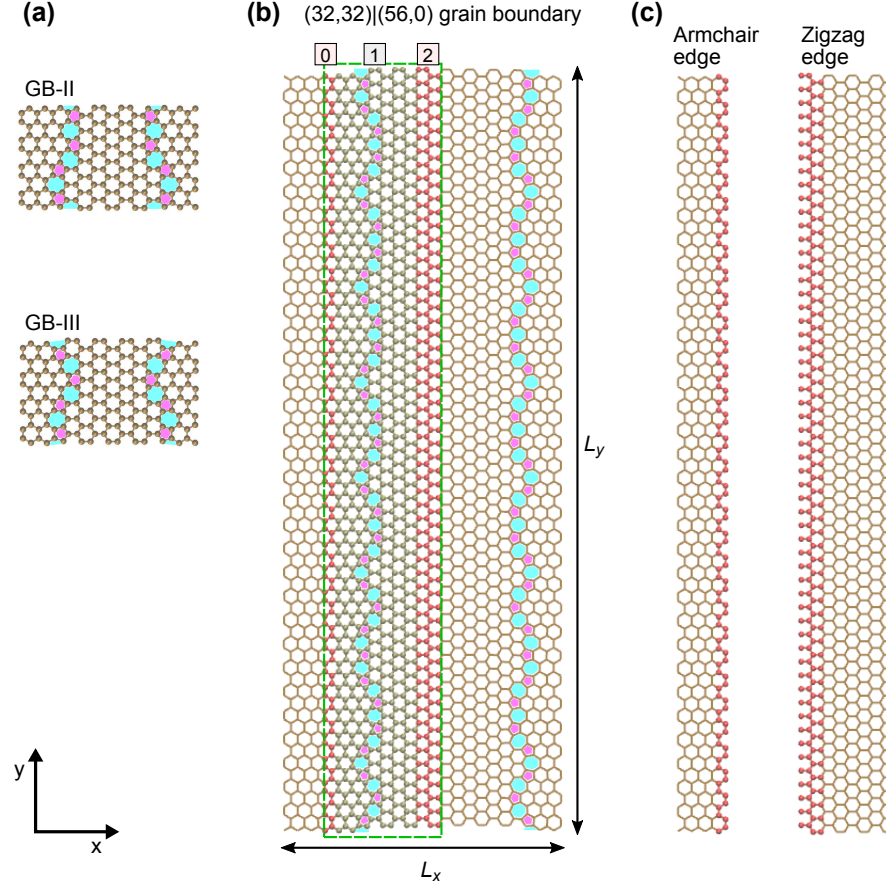 (a)
GB-II
GB-III
y
x
(b)
(32,32)|(56,0) grain boundary
0
1
2
Ly
Lx
(c)
Armchair
edge
Zigzag
edge